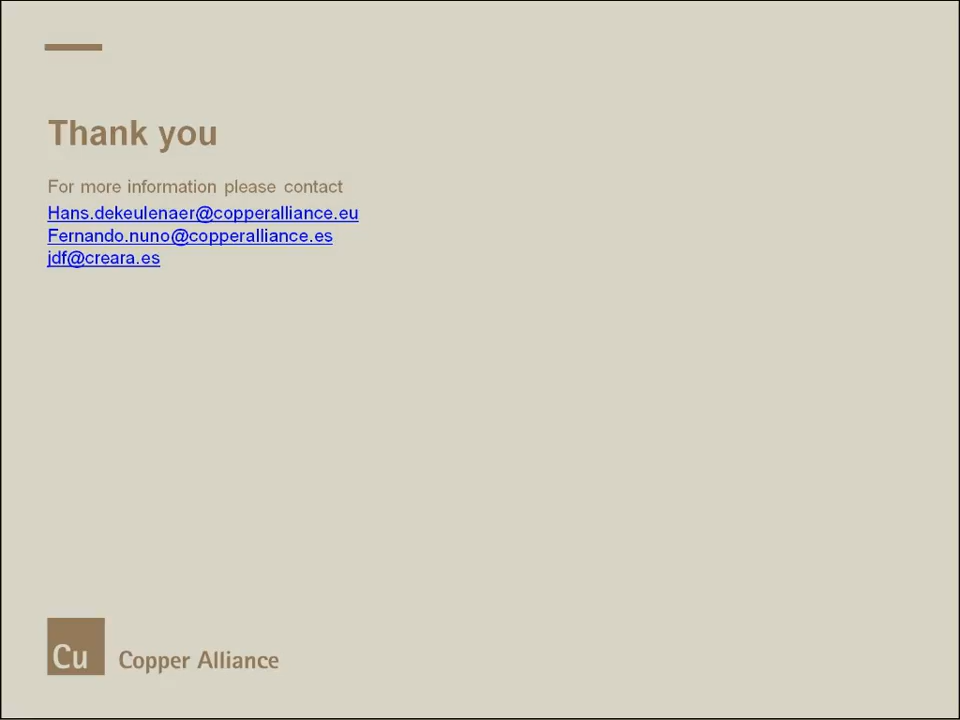 Thank you
For more information please contact
Hans.dekeulenaer@copperalliance.eu
Fernando.nuno@copperalliance.es
jdf@creara.es
Cu Copper Alliance